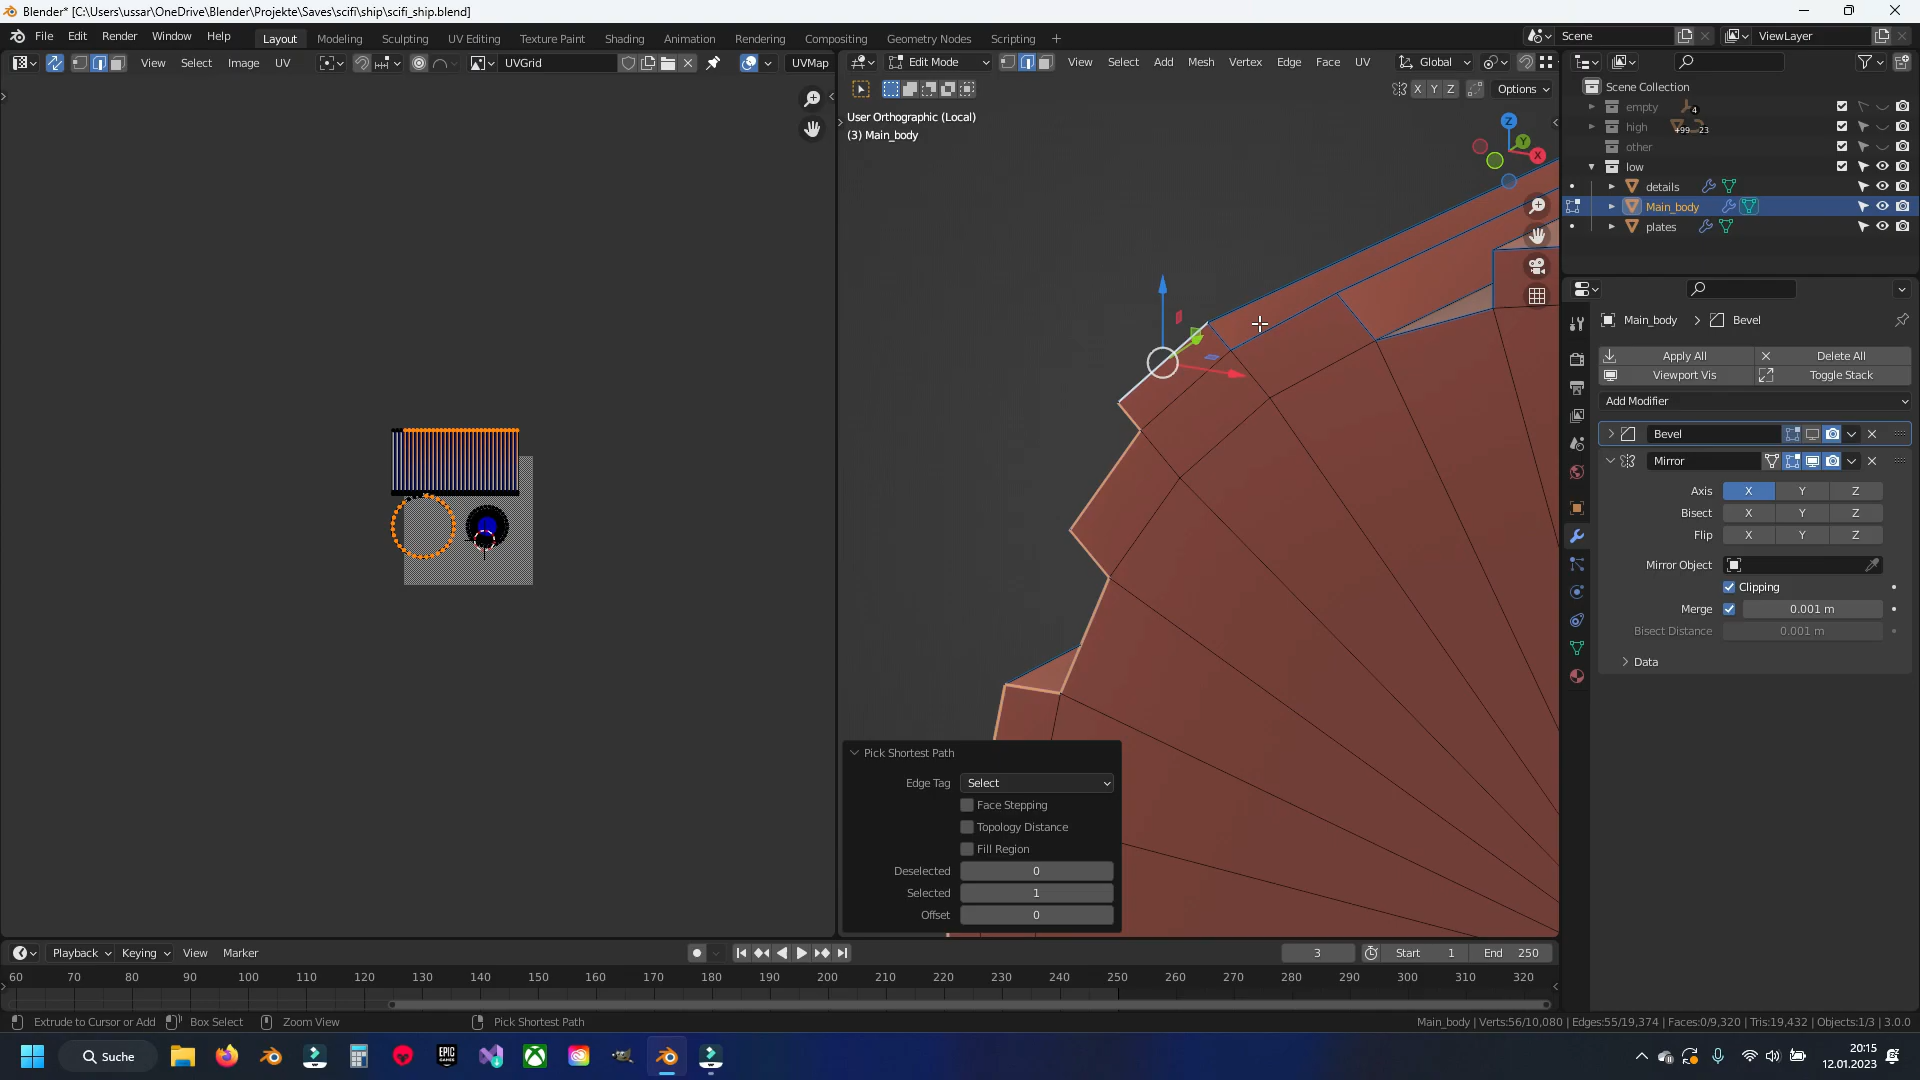 Blender* [C:\Users\ussar\OneDrive\Blender\Projekte\Saves\scifi\ship\scifi_ship.blend]
File Edit Render Window Help Layout Modeling Sculpting UV Editing Texture Paint Shading Animation Rendering Compositing Geometry Nodes Scripting + Scene ViewLayer
View Select Image UV UVGrid UVMap Edit Mode View Select Add Mesh Vertex Edge Face UV Global
X Y Z Options
Scene Collection
empty 4
high +99 23
other
low
details
Main_body
plates
User Orthographic (Local)
(3) Main_body
Z
Y
X
Main_body > Bevel
Apply All Delete All
Viewport Vis Toggle Stack
Add Modifier
Bevel
Mirror
Axis X Y Z
Bisect X Y Z
Flip X Y Z
Mirror Object
Clipping
Merge 0.001 m
Bisect Distance 0.001 m
Data
Pick Shortest Path
Edge Tag Select
Face Stepping
Topology Distance
Fill Region
Deselected 0
Selected 1
Offset 0
Playback Keying View Marker 3 Start 1 End 250
60 70 80 90 100 110 120 130 140 150 160 170 180 190 200 210 220 230 240 250 260 270 280 290 300 310 320
Extrude to Cursor or Add Box Select Zoom View Pick Shortest Path Main_body | Verts:56/10,080 | Edges:55/19,374 | Faces:0/9,320 | Tris:19,432 | Objects:1/3 | 3.0.0
Suche EPIC GAMES 20:15
12.01.2023